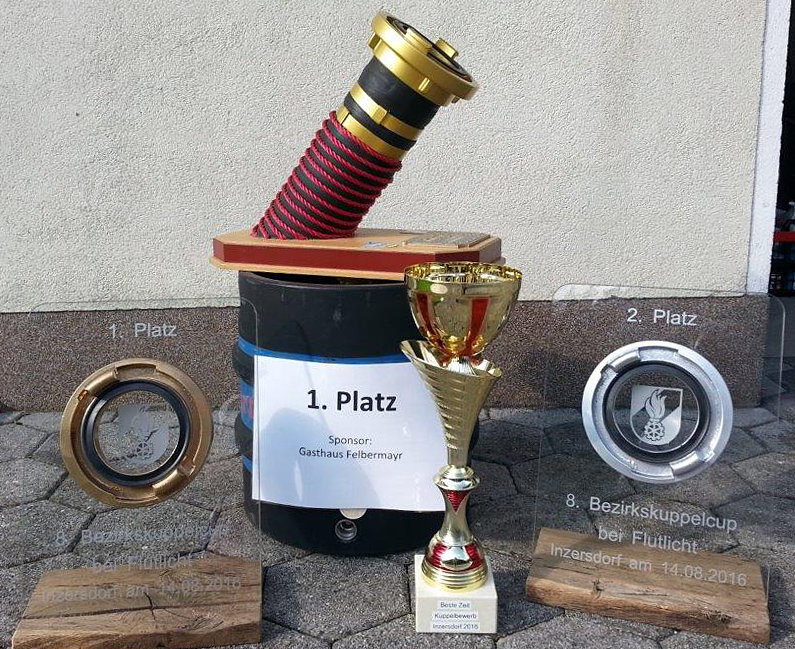 1. Platz
8. Bezirkskuppelcup
bei Flutlicht
Inzersdorf am 14.08.2016
1. Platz
Sponsor:
Gasthaus Felbermayr
Beste Zeit
Kuppelbewerb
Inzersdorf 2016
2. Platz
8. Bezirkskuppelcup
bei Flutlicht
Inzersdorf am 14.08.2016